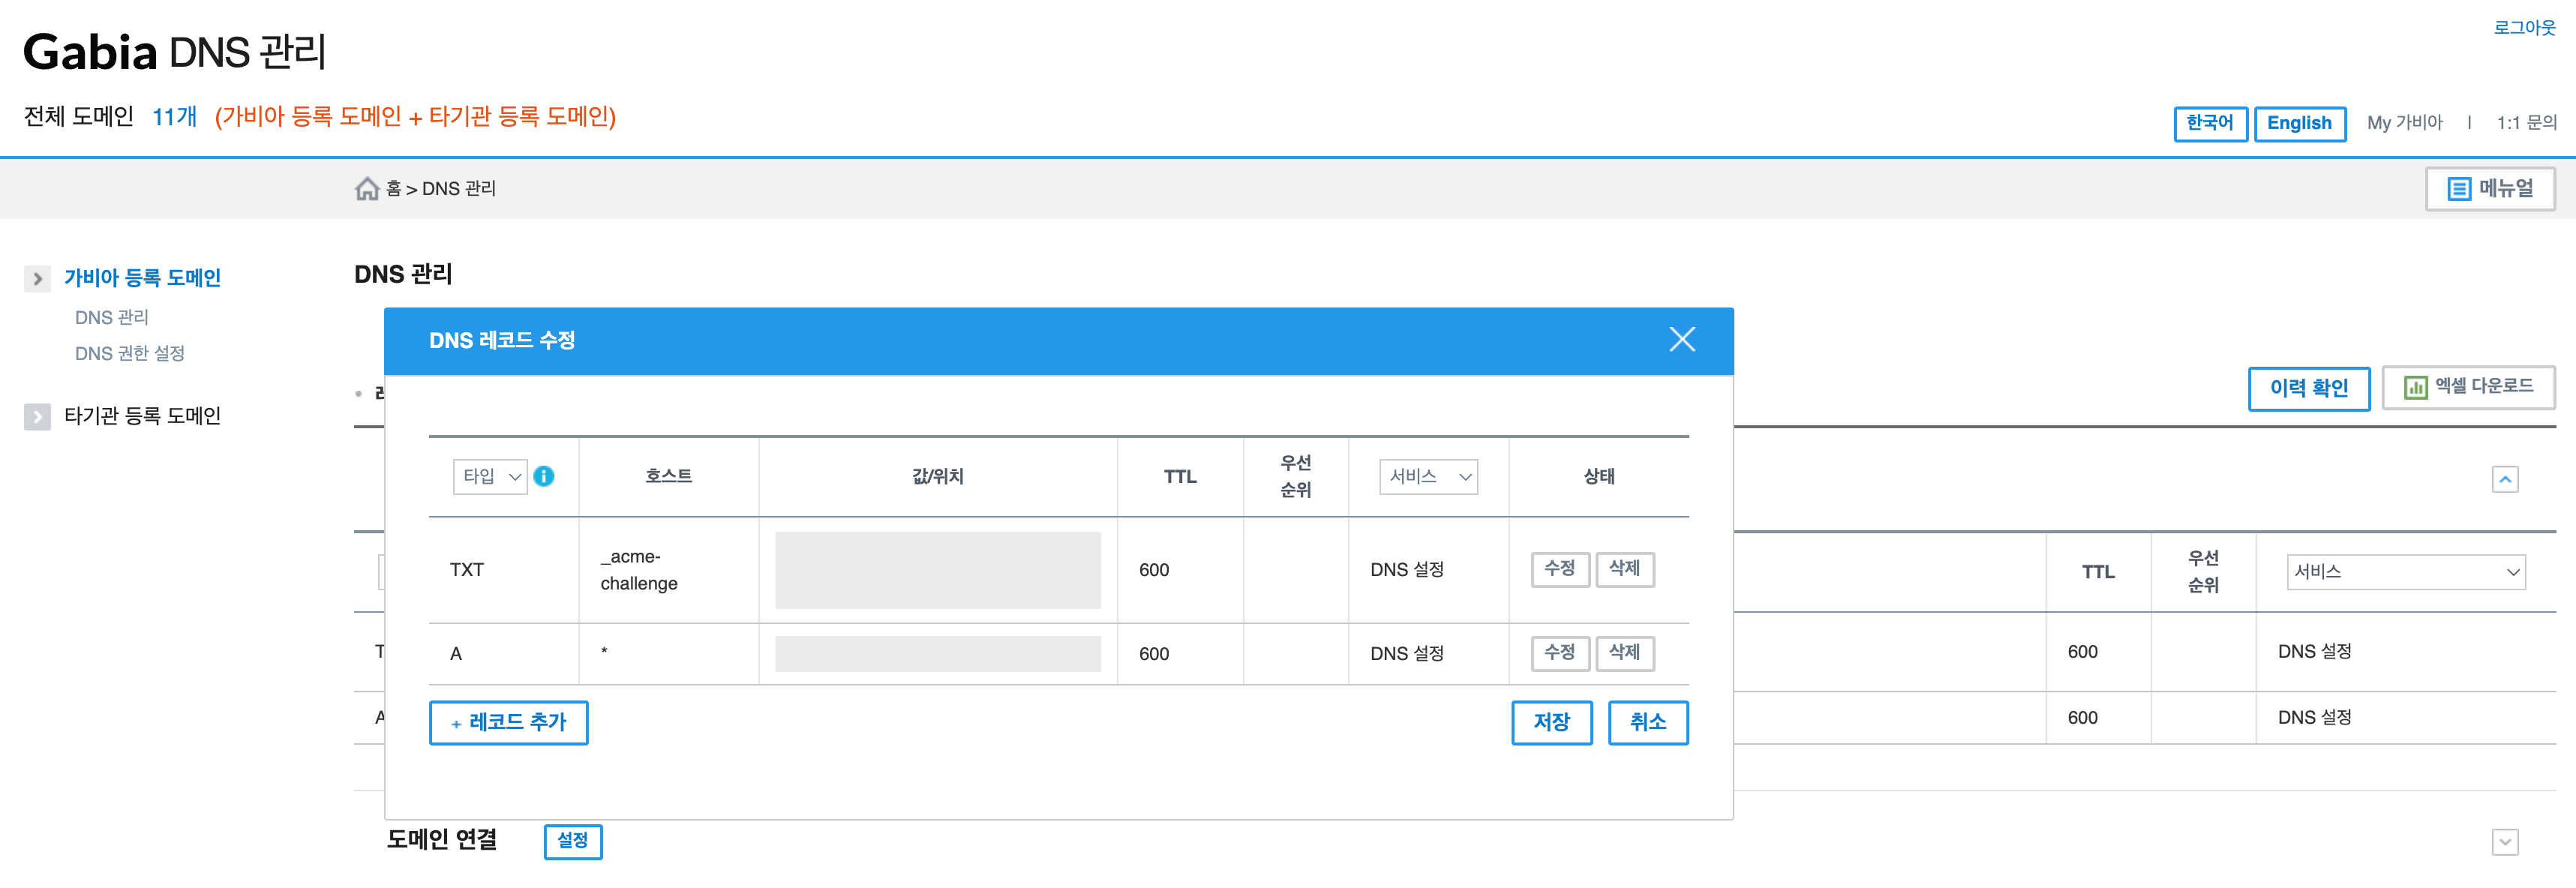 로그아웃
Gabia DNS 관리
전체 도메인 11개 (가비아 등록 도메인 + 타기관 등록 도메인)
한국어 English My 가비아 | 1:1 문의
홈 > DNS 관리
메뉴얼
가비아 등록 도메인
DNS 관리
DNS 권한 설정
타기관 등록 도메인
DNS 관리
이력 확인 엑셀 다운로드
DNS 레코드 수정
타입 호스트 값/위치 TTL 우선 순위 서비스 상태
TXT _acme-challenge 600 DNS 설정 수정 삭제
A * 600 DNS 설정 수정 삭제
+ 레코드 추가 저장 취소
TTL 우선 순위 서비스
T 600 DNS 설정
A 600 DNS 설정
도메인 연결 설정